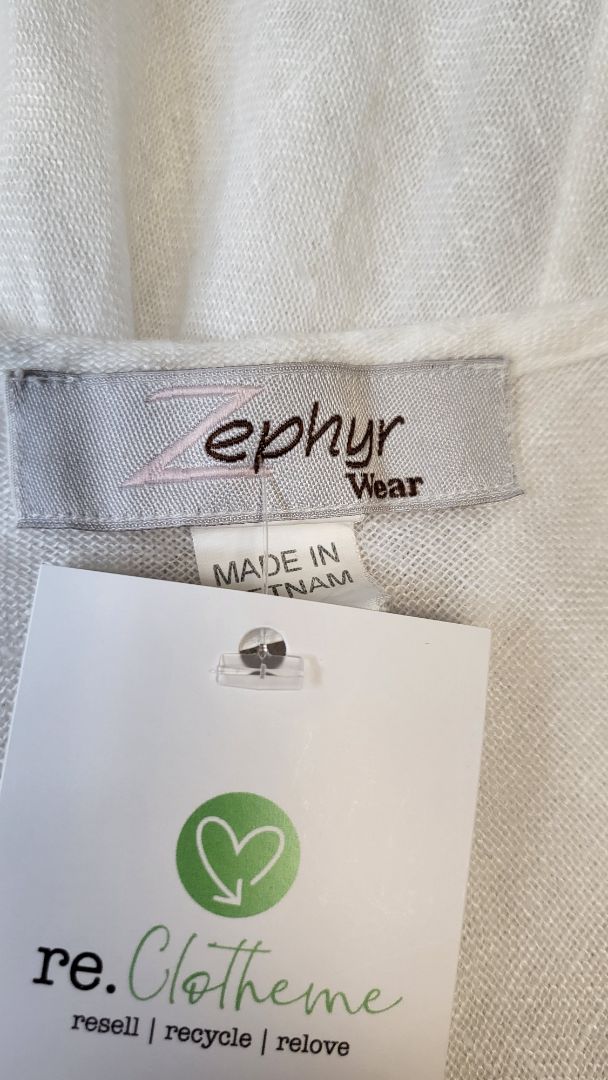 Zephyr
Wear
MADE IN
re.Clotheme
resell | recycle | relove